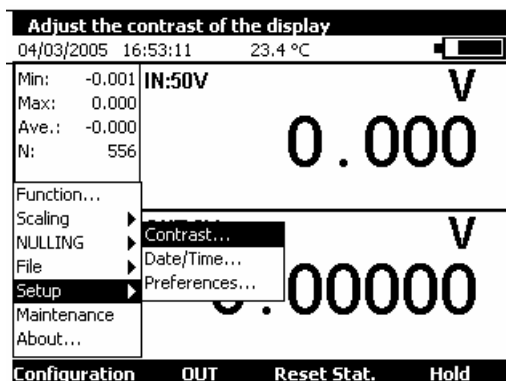 Adjust the contrast of the display
04/03/2005 16:53:11 23.4 °C
Min: -0.001
Max: 0.000
Ave.: -0.000
N: 556
IN:50V
V
0.000
Function...
Scaling
NULLING
File
Setup
Maintenance
About...
Contrast...
Date/Time...
Preferences...
V
.00000
Configuration OUT Reset Stat. Hold